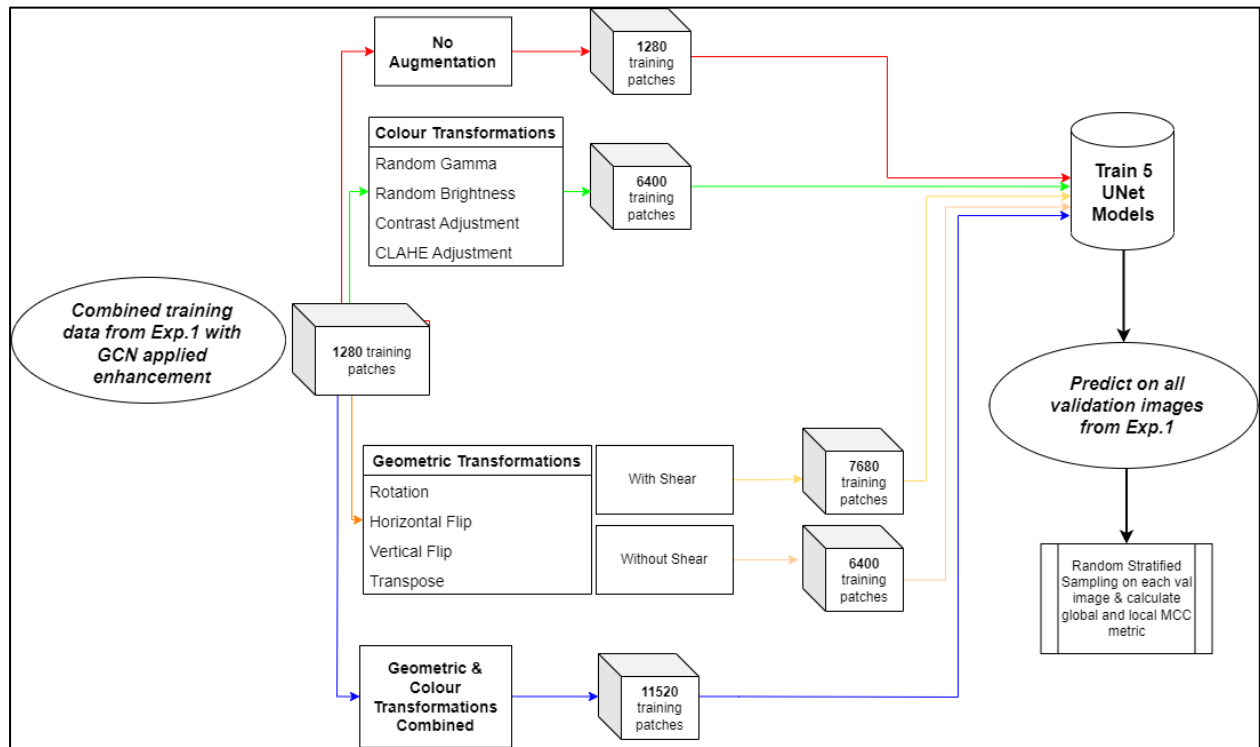 Combined training
data from Exp.1 with
GCN applied
enhancement
1280 training
patches
No
Augmentation
1280
training
patches
Colour Transformations
Random Gamma
Random Brightness
Contrast Adjustment
CLAHE Adjustment
6400
training
patches
Geometric Transformations
Rotation
Horizontal Flip
Vertical Flip
Transpose
With Shear
Without Shear
7680
training
patches
6400
training
patches
Geometric &
Colour
Transformations
Combined
11520
training
patches
Train 5
UNet
Models
Predict on all
validation images
from Exp.1
Random Stratified
Sampling on each val
image & calculate
global and local MCC
metric